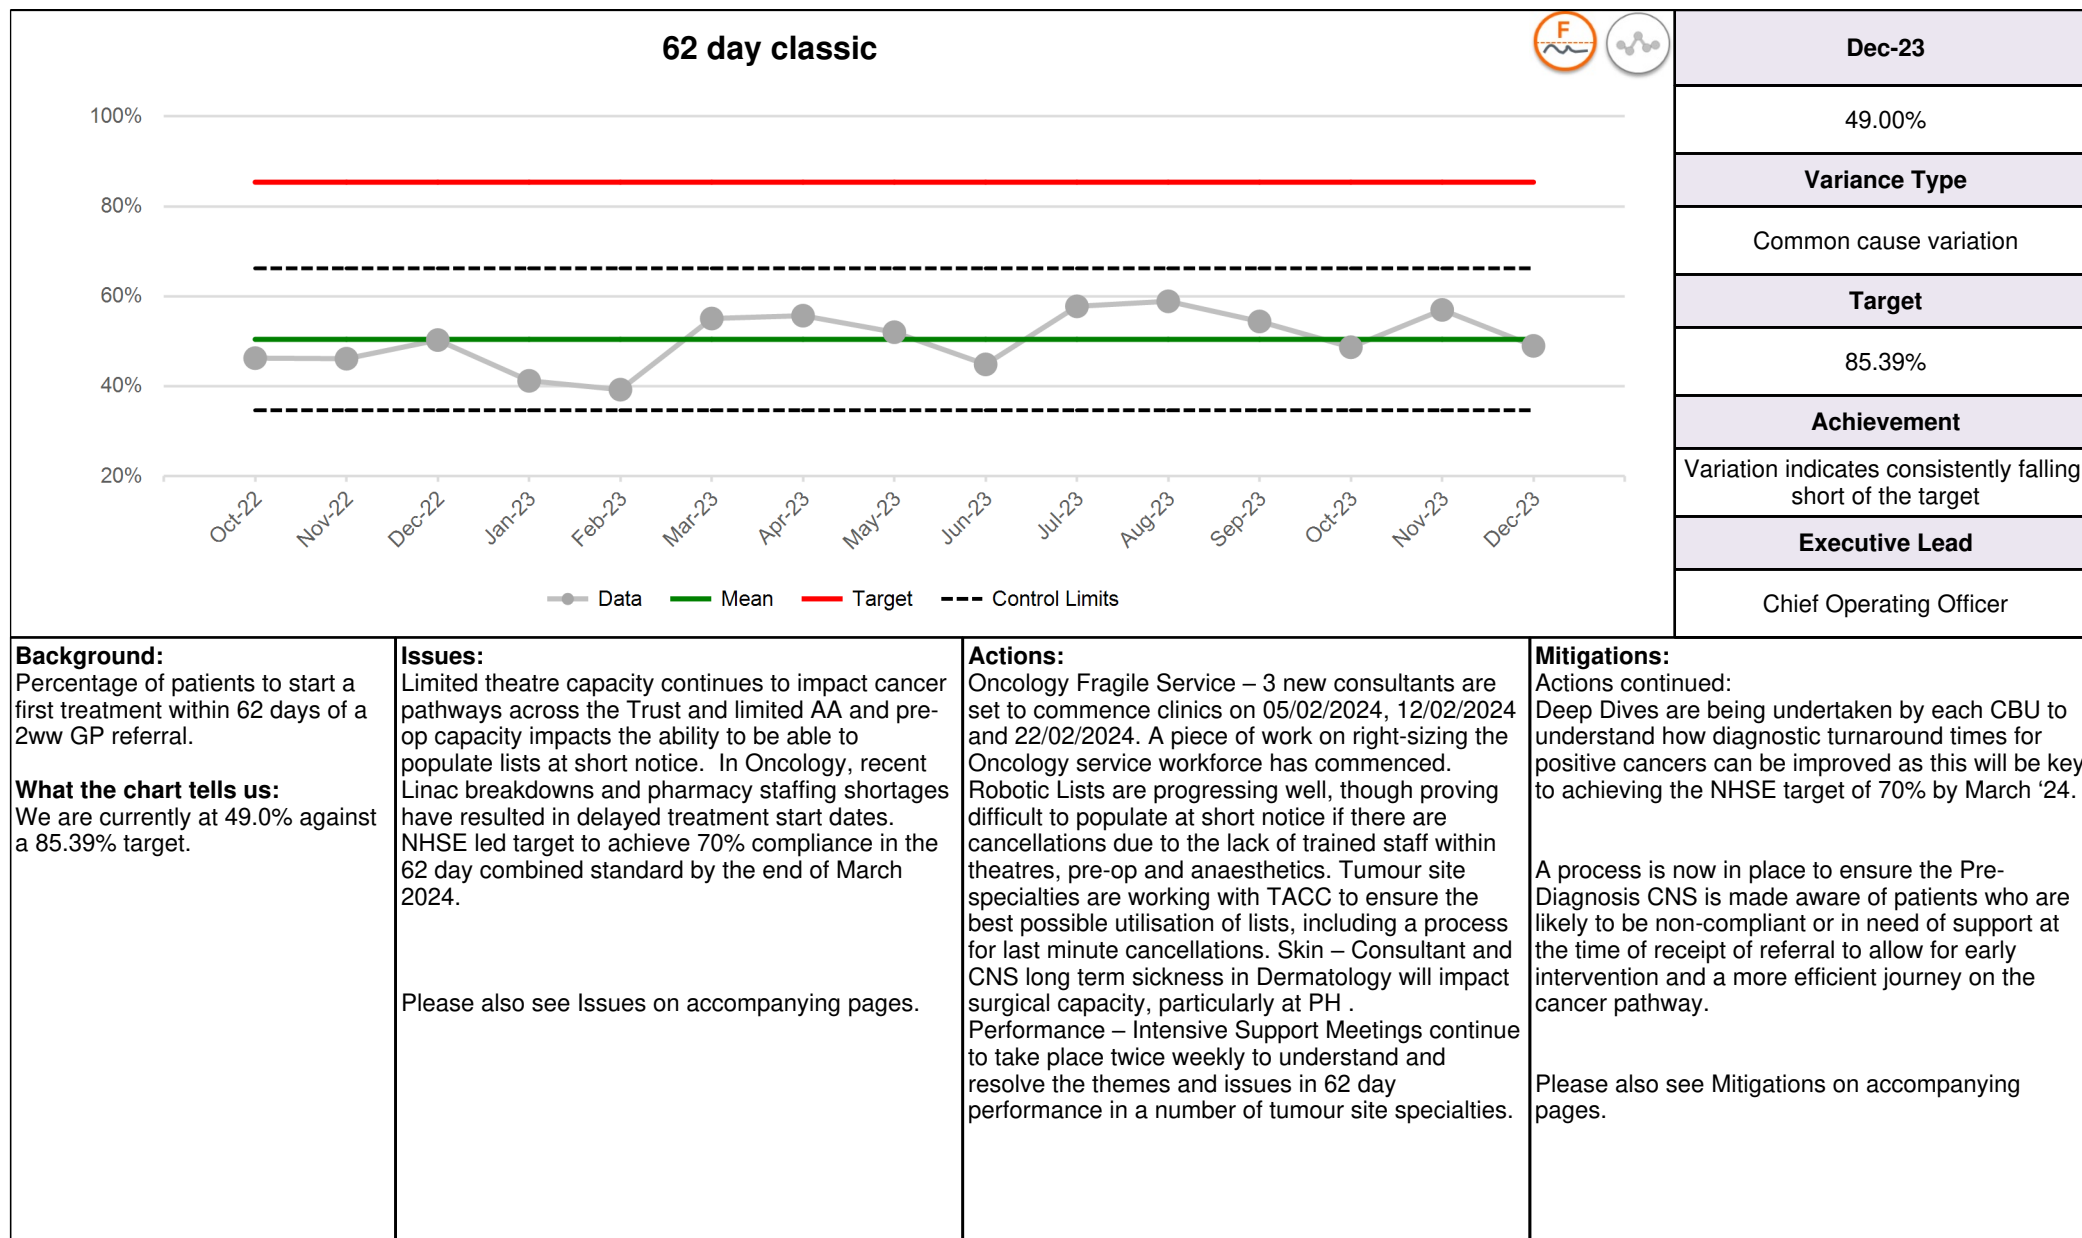 62 day classic
F
100%
80%
60%
40%
20%
Oct-22
Nov-22
Dec-22
Jan-23
Feb-23
Mar-23
Apr-23
May-23
Jun-23
Jul-23
Aug-23
Sep-23
Oct-23
Nov-23
Dec-23
Data
Mean
Target
Control Limits
Dec-23
49.00%
Variance Type
Common cause variation
Target
85.39%
Achievement
Variation indicates consistently falling
short of the target
Executive Lead
Chief Operating Officer
Background:
Percentage of patients to start a
first treatment within 62 days of a
2ww GP referral.
What the chart tells us:
We are currently at 49.0% against
a 85.39% target.
Issues:
Limited theatre capacity continues to impact cancer
pathways across the Trust and limited AA and pre-
op capacity impacts the ability to be able to
populate lists at short notice.  In Oncology, recent
Linac breakdowns and pharmacy staffing shortages
have resulted in delayed treatment start dates.
NHSE led target to achieve 70% compliance in the
62 day combined standard by the end of March
2024.
Please also see Issues on accompanying pages.
Actions:
Oncology Fragile Service – 3 new consultants are
set to commence clinics on 05/02/2024, 12/02/2024
and 22/02/2024. A piece of work on right-sizing the
Oncology service workforce has commenced.
Robotic Lists are progressing well, though proving
difficult to populate at short notice if there are
cancellations due to the lack of trained staff within
theatres, pre-op and anaesthetics. Tumour site
specialties are working with TACC to ensure the
best possible utilisation of lists, including a process
for last minute cancellations. Skin – Consultant and
CNS long term sickness in Dermatology will impact
surgical capacity, particularly at PH .
Performance – Intensive Support Meetings continue
to take place twice weekly to understand and
resolve the themes and issues in 62 day
performance in a number of tumour site specialties.
Mitigations:
Actions continued:
Deep Dives are being undertaken by each CBU to
understand how diagnostic turnaround times for
positive cancers can be improved as this will be key
to achieving the NHSE target of 70% by March ‘24.
A process is now in place to ensure the Pre-
Diagnosis CNS is made aware of patients who are
likely to be non-compliant or in need of support at
the time of receipt of referral to allow for early
intervention and a more efficient journey on the
cancer pathway.
Please also see Mitigations on accompanying
pages.